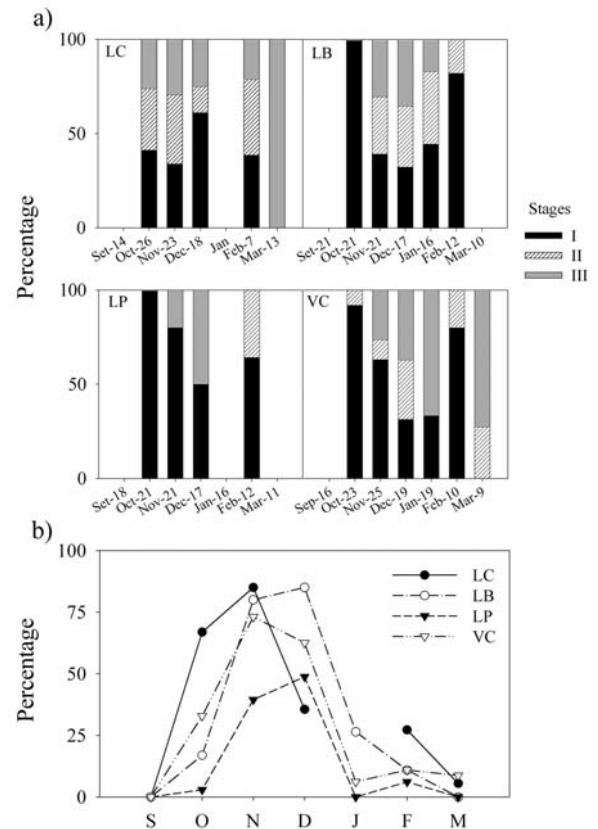 a)
100
50
0
Percentage
LC
Set-14
Oct-26
Nov-23
Dec-18
Jan
Feb-7
Mar-13
LB
Set-21
Oct-21
Nov-21
Dec-17
Jan-16
Feb-12
Mar-10
Stages
I
II
III
100
50
0
LP
Set-18
Oct-21
Nov-21
Dec-17
Jan-16
Feb-12
Mar-11
VC
Sep-16
Oct-23
Nov-25
Dec-19
Jan-19
Feb-10
Mar-9
b)
100
75
50
25
0
Percentage
LC
LB
LP
VC
S O N D J F M